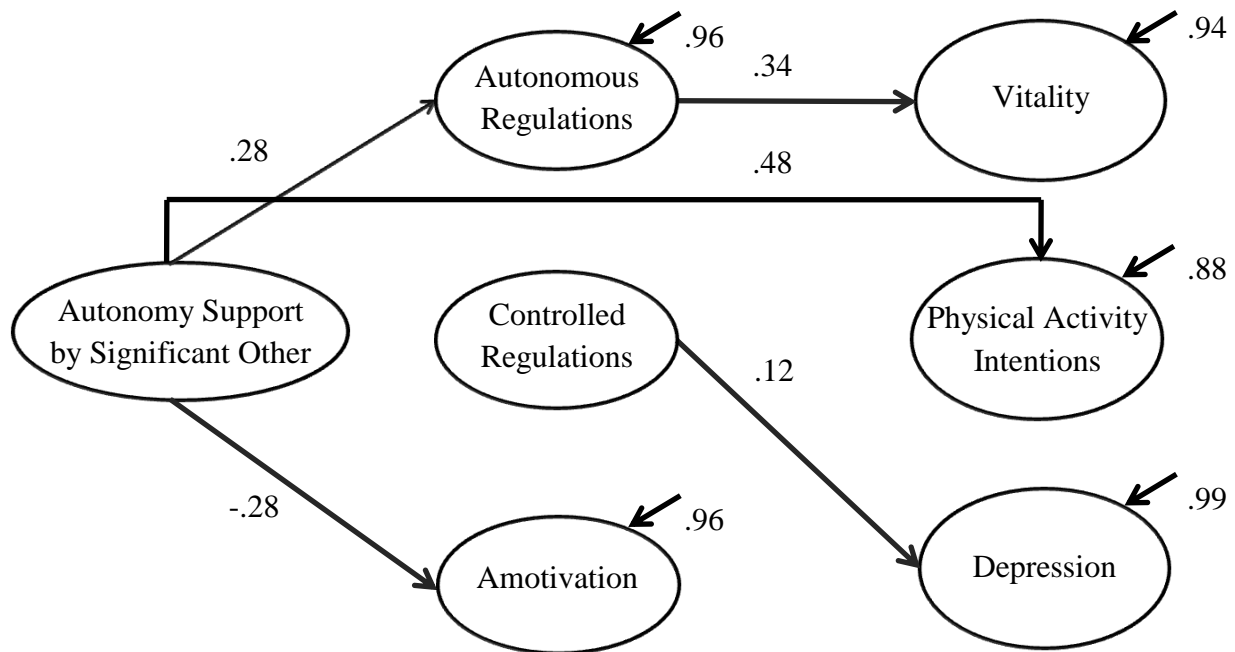 .96
.94
Autonomous
Regulations
.34
Vitality
.28
.48
Autonomy Support
by Significant Other
Controlled
Regulations
Physical Activity
Intentions
.88
.12
-.28
.96
Amotivation
.99
Depression